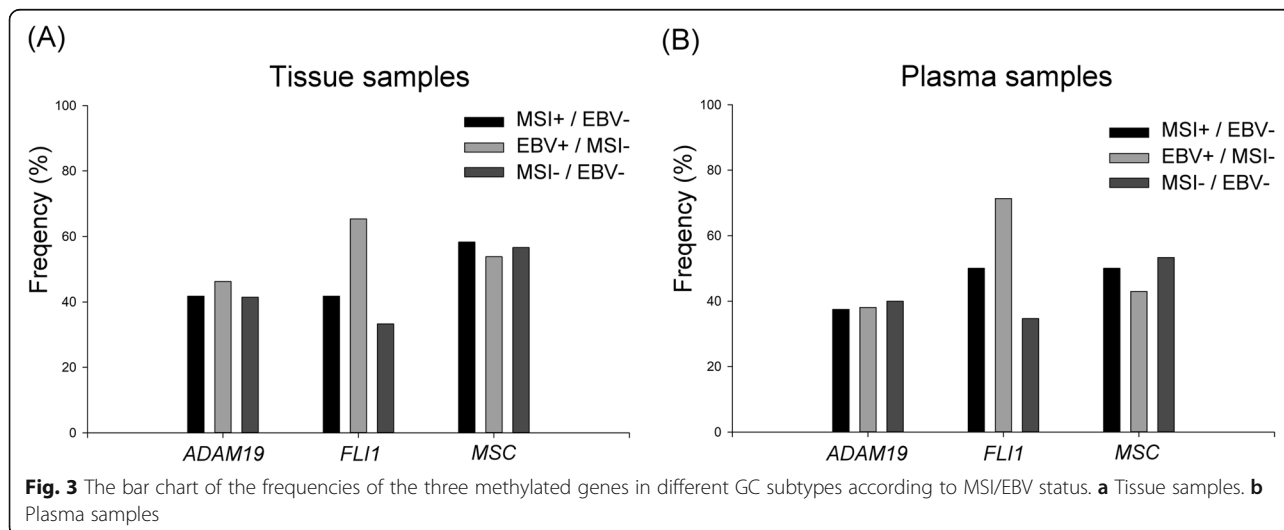 (A)
Tissue samples
100
80
60
40
20
0
Freqency (%)
MSI+ / EBV-
EBV+ / MSI-
MSI- / EBV-
ADAM19
FLI1
MSC
(B)
Plasma samples
100
80
60
40
20
0
Freqency (%)
MSI+ / EBV-
EBV+ / MSI-
MSI- / EBV-
ADAM19
FLI1
MSC
Fig. 3 The bar chart of the frequencies of the three methylated genes in different GC subtypes according to MSI/EBV status. a Tissue samples. b
Plasma samples